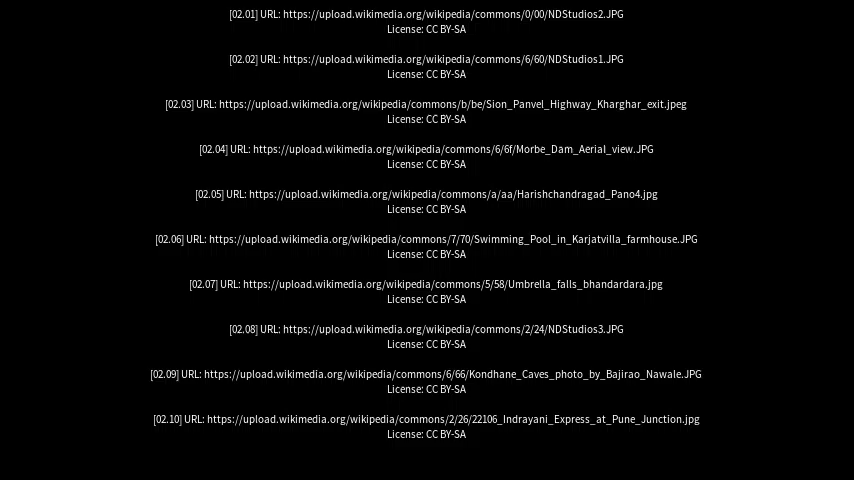 [02.01] URL: https://upload.wikimedia.org/wikipedia/commons/0/00/NDStudios2.JPG
License: CC BY-SA
[02.02] URL: https://upload.wikimedia.org/wikipedia/commons/6/60/NDStudios1.JPG
License: CC BY-SA
[02.03] URL: https://upload.wikimedia.org/wikipedia/commons/b/be/Sion_Panvel_Highway_Kharghar_exit.jpeg
License: CC BY-SA
[02.04] URL: https://upload.wikimedia.org/wikipedia/commons/6/6f/Morbe_Dam_Aerial_view.JPG
License: CC BY-SA
[02.05] URL: https://upload.wikimedia.org/wikipedia/commons/a/aa/Harishchandragad_Pano4.jpg
License: CC BY-SA
[02.06] URL: https://upload.wikimedia.org/wikipedia/commons/7/70/Swimming_Pool_in_Karjatvilla_farmhouse.JPG
License: CC BY-SA
[02.07] URL: https://upload.wikimedia.org/wikipedia/commons/5/58/Umbrella_falls_bhandardara.jpg
License: CC BY-SA
[02.08] URL: https://upload.wikimedia.org/wikipedia/commons/2/24/NDStudios3.JPG
License: CC BY-SA
[02.09] URL: https://upload.wikimedia.org/wikipedia/commons/6/66/Kondhane_Caves_photo_by_Bajirao_Nawale.JPG
License: CC BY-SA
[02.10] URL: https://upload.wikimedia.org/wikipedia/commons/2/26/22106_Indrayani_Express_at_Pune_Junction.jpg
License: CC BY-SA